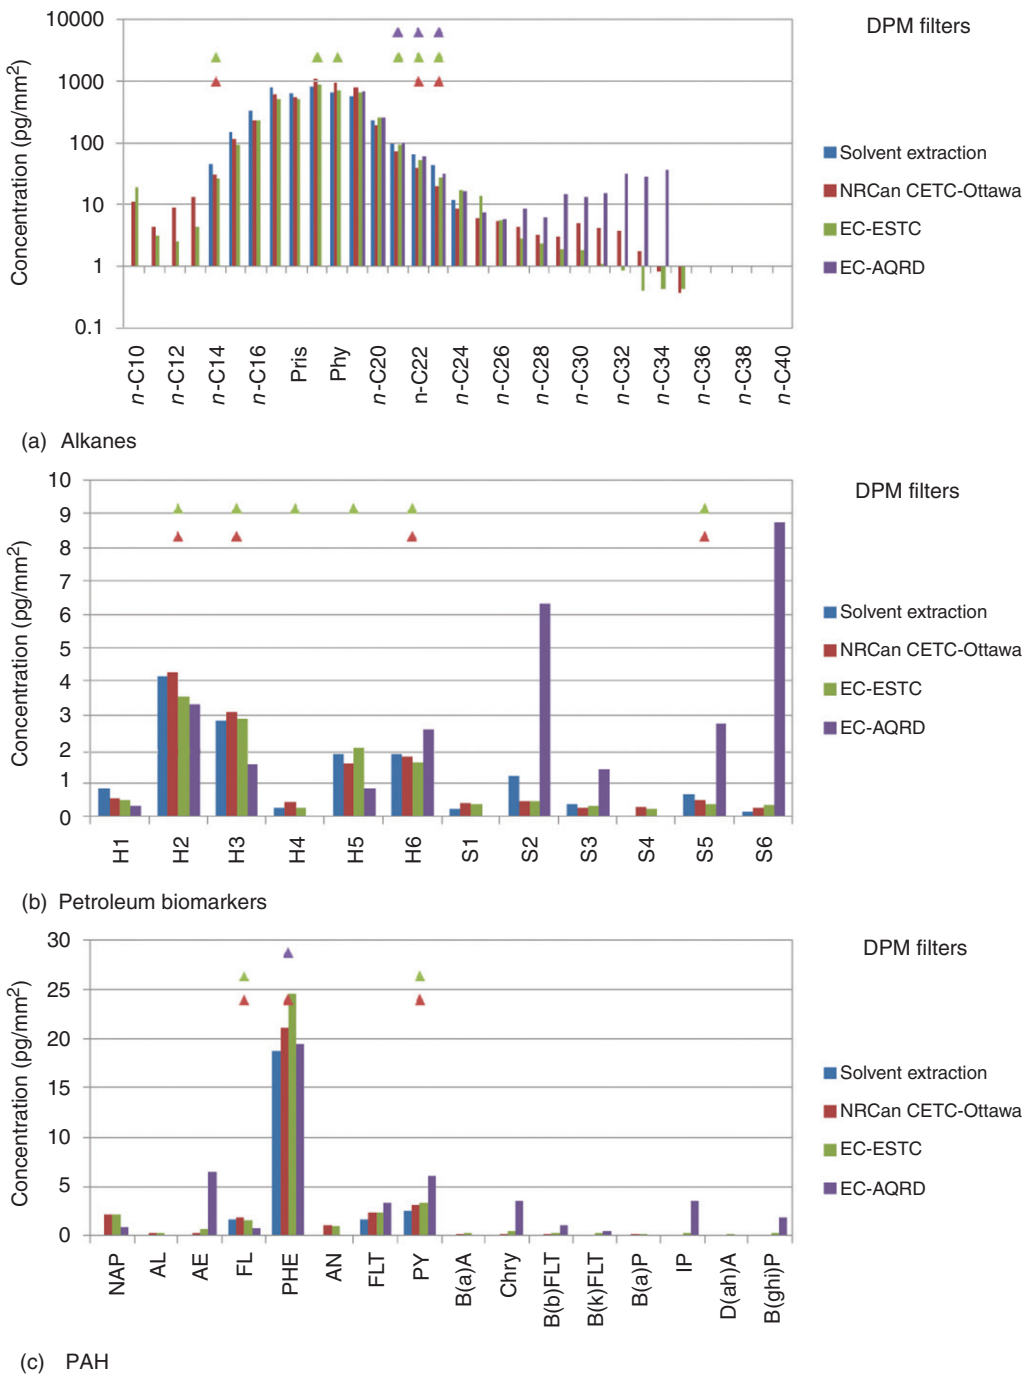 DPM filters
Concentration (pg/mm2)
10000
1000
100
10
1
0.1
n-C10
n-C12
n-C14
n-C16
Pris
Phy
n-C20
n-C22
n-C24
n-C26
n-C28
n-C30
n-C32
n-C34
n-C36
n-C38
n-C40
Solvent extraction
NRCan CETC-Ottawa
EC-ESTC
EC-AQRD
(a) Alkanes
DPM filters
Concentration (pg/mm2)
10
9
8
7
6
5
4
3
2
1
0
H1
H2
H3
H4
H5
H6
S1
S2
S3
S4
S5
S6
Solvent extraction
NRCan CETC-Ottawa
EC-ESTC
EC-AQRD
(b) Petroleum biomarkers
DPM filters
Concentration (pg/mm2)
30
25
20
15
10
5
0
NAP
AL
AE
FL
PHE
AN
FLT
PY
B(a)A
Chry
B(b)FLT
B(k)FLT
B(a)P
IP
D(ah)A
B(ghi)P
Solvent extraction
NRCan CETC-Ottawa
EC-ESTC
EC-AQRD
(c) PAH